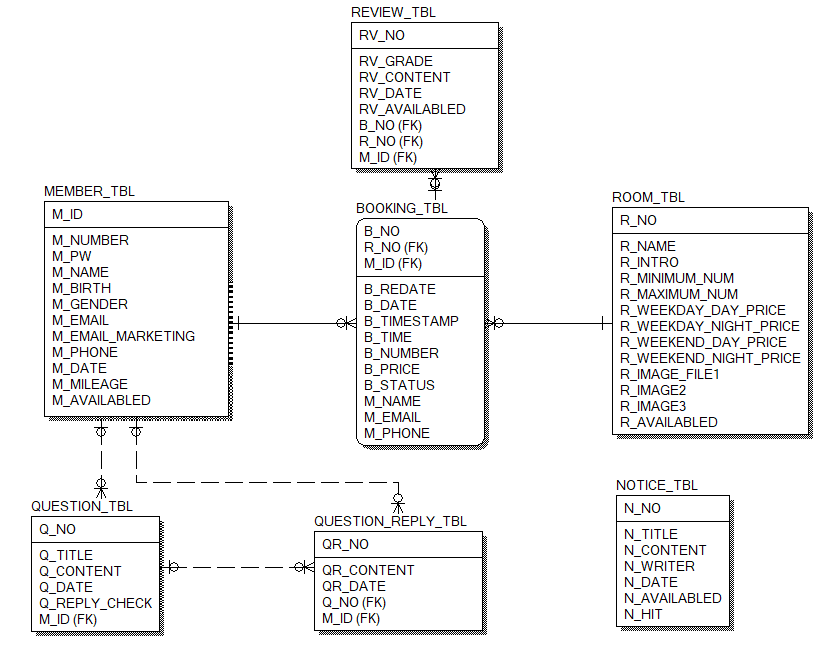 REVIEW_TBL
RV_NO
RV_GRADE
RV_CONTENT
RV_DATE
RV_AVAILABLED
B_NO (FK)
R_NO (FK)
M_ID (FK)
MEMBER_TBL
M_ID
M_NUMBER
M_PW
M_NAME
M_BIRTH
M_GENDER
M_EMAIL
M_EMAIL_MARKETING
M_PHONE
M_DATE
M_MILEAGE
M_AVAILABLED
BOOKING_TBL
B_NO
R_NO (FK)
M_ID (FK)
B_REDATE
B_DATE
B_TIMESTAMP
B_TIME
B_NUMBER
B_PRICE
B_STATUS
M_NAME
M_EMAIL
M_PHONE
ROOM_TBL
R_NO
R_NAME
R_INTRO
R_MINIMUM_NUM
R_MAXIMUM_NUM
R_WEEKDAY_DAY_PRICE
R_WEEKDAY_NIGHT_PRICE
R_WEEKEND_DAY_PRICE
R_WEEKEND_NIGHT_PRICE
R_IMAGE_FILE1
R_IMAGE2
R_IMAGE3
R_AVAILABLED
QUESTION_TBL
Q_NO
Q_TITLE
Q_CONTENT
Q_DATE
Q_REPLY_CHECK
M_ID (FK)
QUESTION_REPLY_TBL
QR_NO
QR_CONTENT
QR_DATE
Q_NO (FK)
M_ID (FK)
NOTICE_TBL
N_NO
N_TITLE
N_CONTENT
N_WRITER
N_DATE
N_AVAILABLED
N_HIT